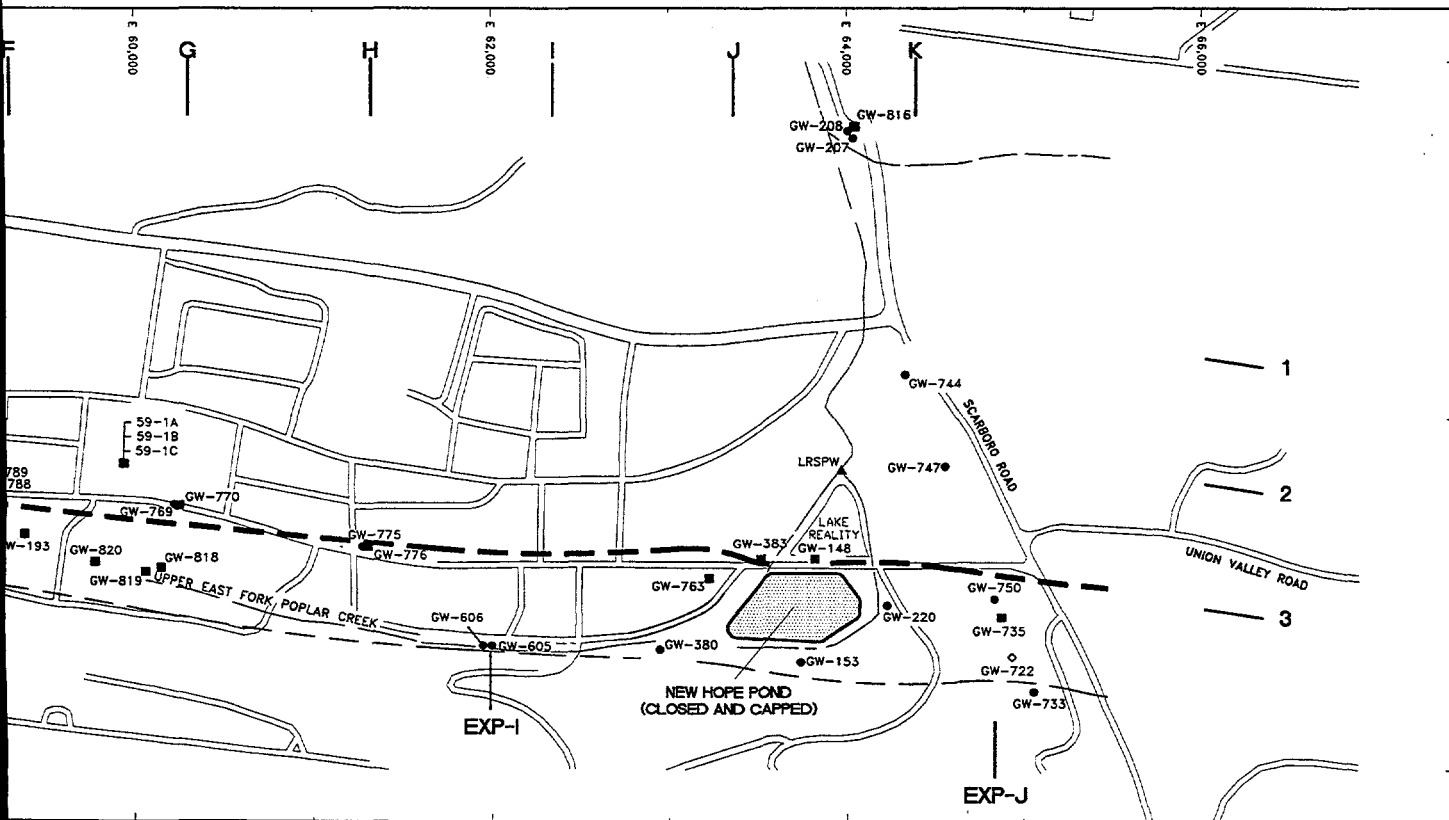 E 60,000
E 62,000
E 64,000
E 66,000
F
G
H
I
J
K
GW-816
GW-208
GW-207
1
GW-744
SCARBORO ROAD
59-1A
59-1B
59-1C
LRSPW
GW-747
2
789
788
GW-770
GW-769
LAKE
REALITY
GW-775
GW-776
GW-383
GW-148
W-193
GW-820
GW-818
GW-819
UNION VALLEY ROAD
UPPER EAST FORK POPLAR CREEK
GW-763
GW-750
GW-220
3
GW-735
GW-606
GW-605
GW-380
GW-153
GW-722
GW-733
NEW HOPE POND
(CLOSED AND CAPPED)
EXP-I
EXP-J